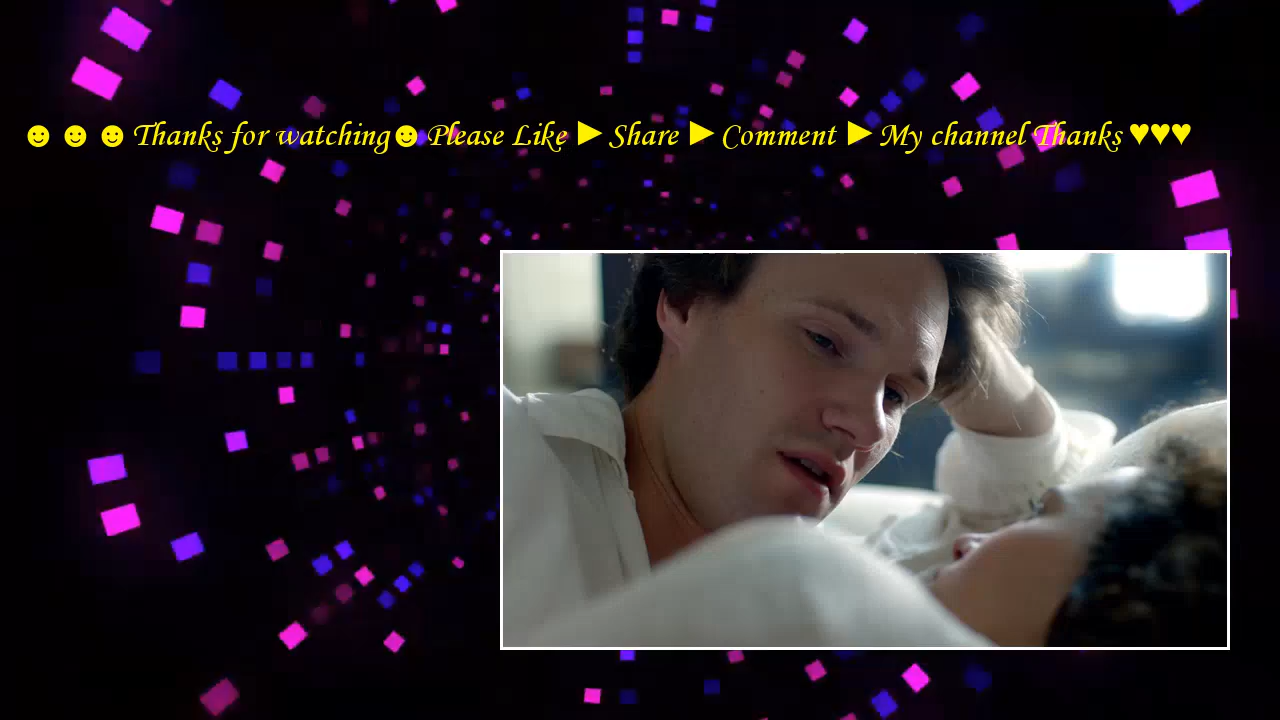 ☻ ☻ ☻ Thanks for watching☻ Please Like ► Share ► Comment ► My channel Thanks ♥♥♥